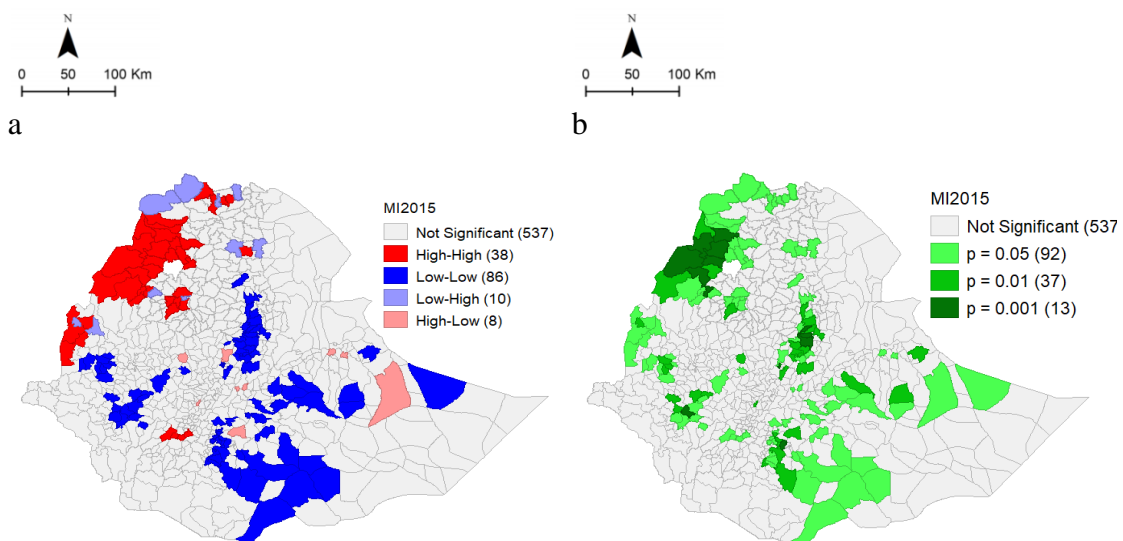 N
0 50 100 Km
a
MI2015
Not Significant (537)
High-High (38)
Low-Low (86)
Low-High (10)
High-Low (8)
N
0 50 100 Km
b
MI2015
Not Significant (537
p = 0.05 (92)
p = 0.01 (37)
p = 0.001 (13)